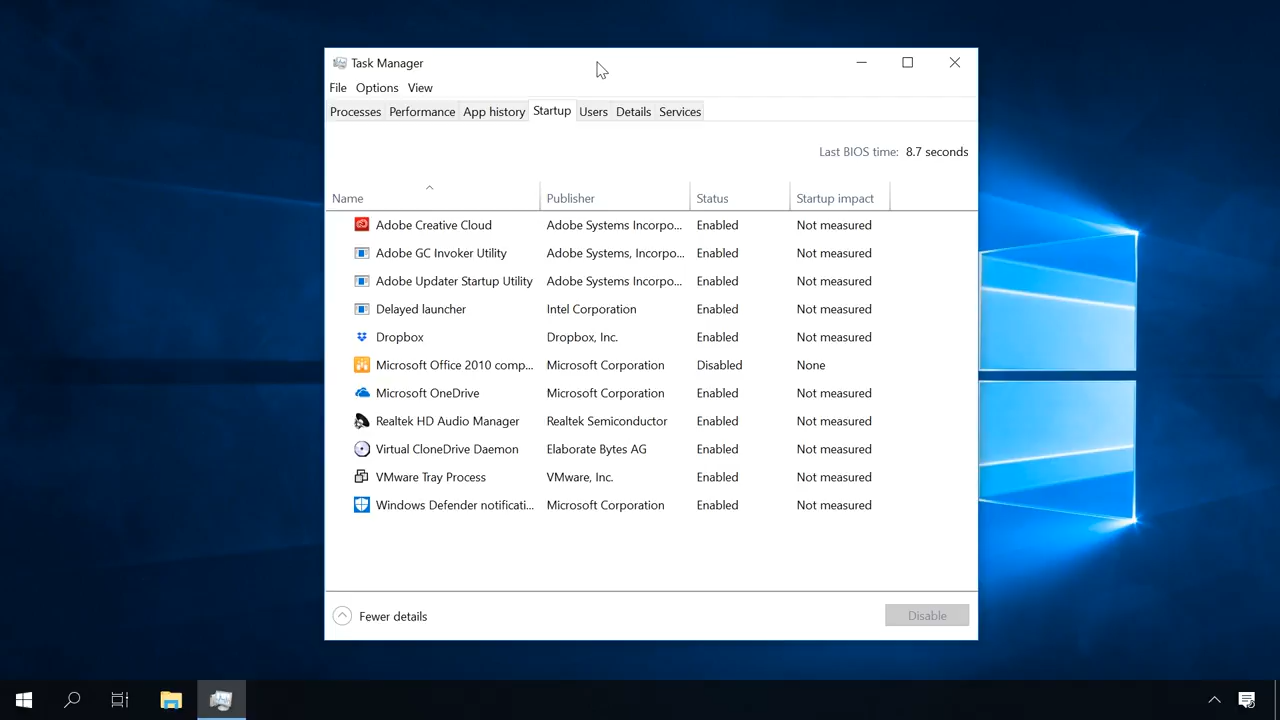 Task Manager
File Options View
Processes Performance App history Startup Users Details Services
Last BIOS time: 8.7 seconds
Name Publisher Status Startup impact
Adobe Creative Cloud Adobe Systems Incorpo... Enabled Not measured
Adobe GC Invoker Utility Adobe Systems, Incorpo... Enabled Not measured
Adobe Updater Startup Utility Adobe Systems Incorpo... Enabled Not measured
Delayed launcher Intel Corporation Enabled Not measured
Dropbox Dropbox, Inc. Enabled Not measured
Microsoft Office 2010 comp... Microsoft Corporation Disabled None
Microsoft OneDrive Microsoft Corporation Enabled Not measured
Realtek HD Audio Manager Realtek Semiconductor Enabled Not measured
Virtual CloneDrive Daemon Elaborate Bytes AG Enabled Not measured
VMware Tray Process VMware, Inc. Enabled Not measured
Windows Defender notificati... Microsoft Corporation Enabled Not measured
Fewer details Disable